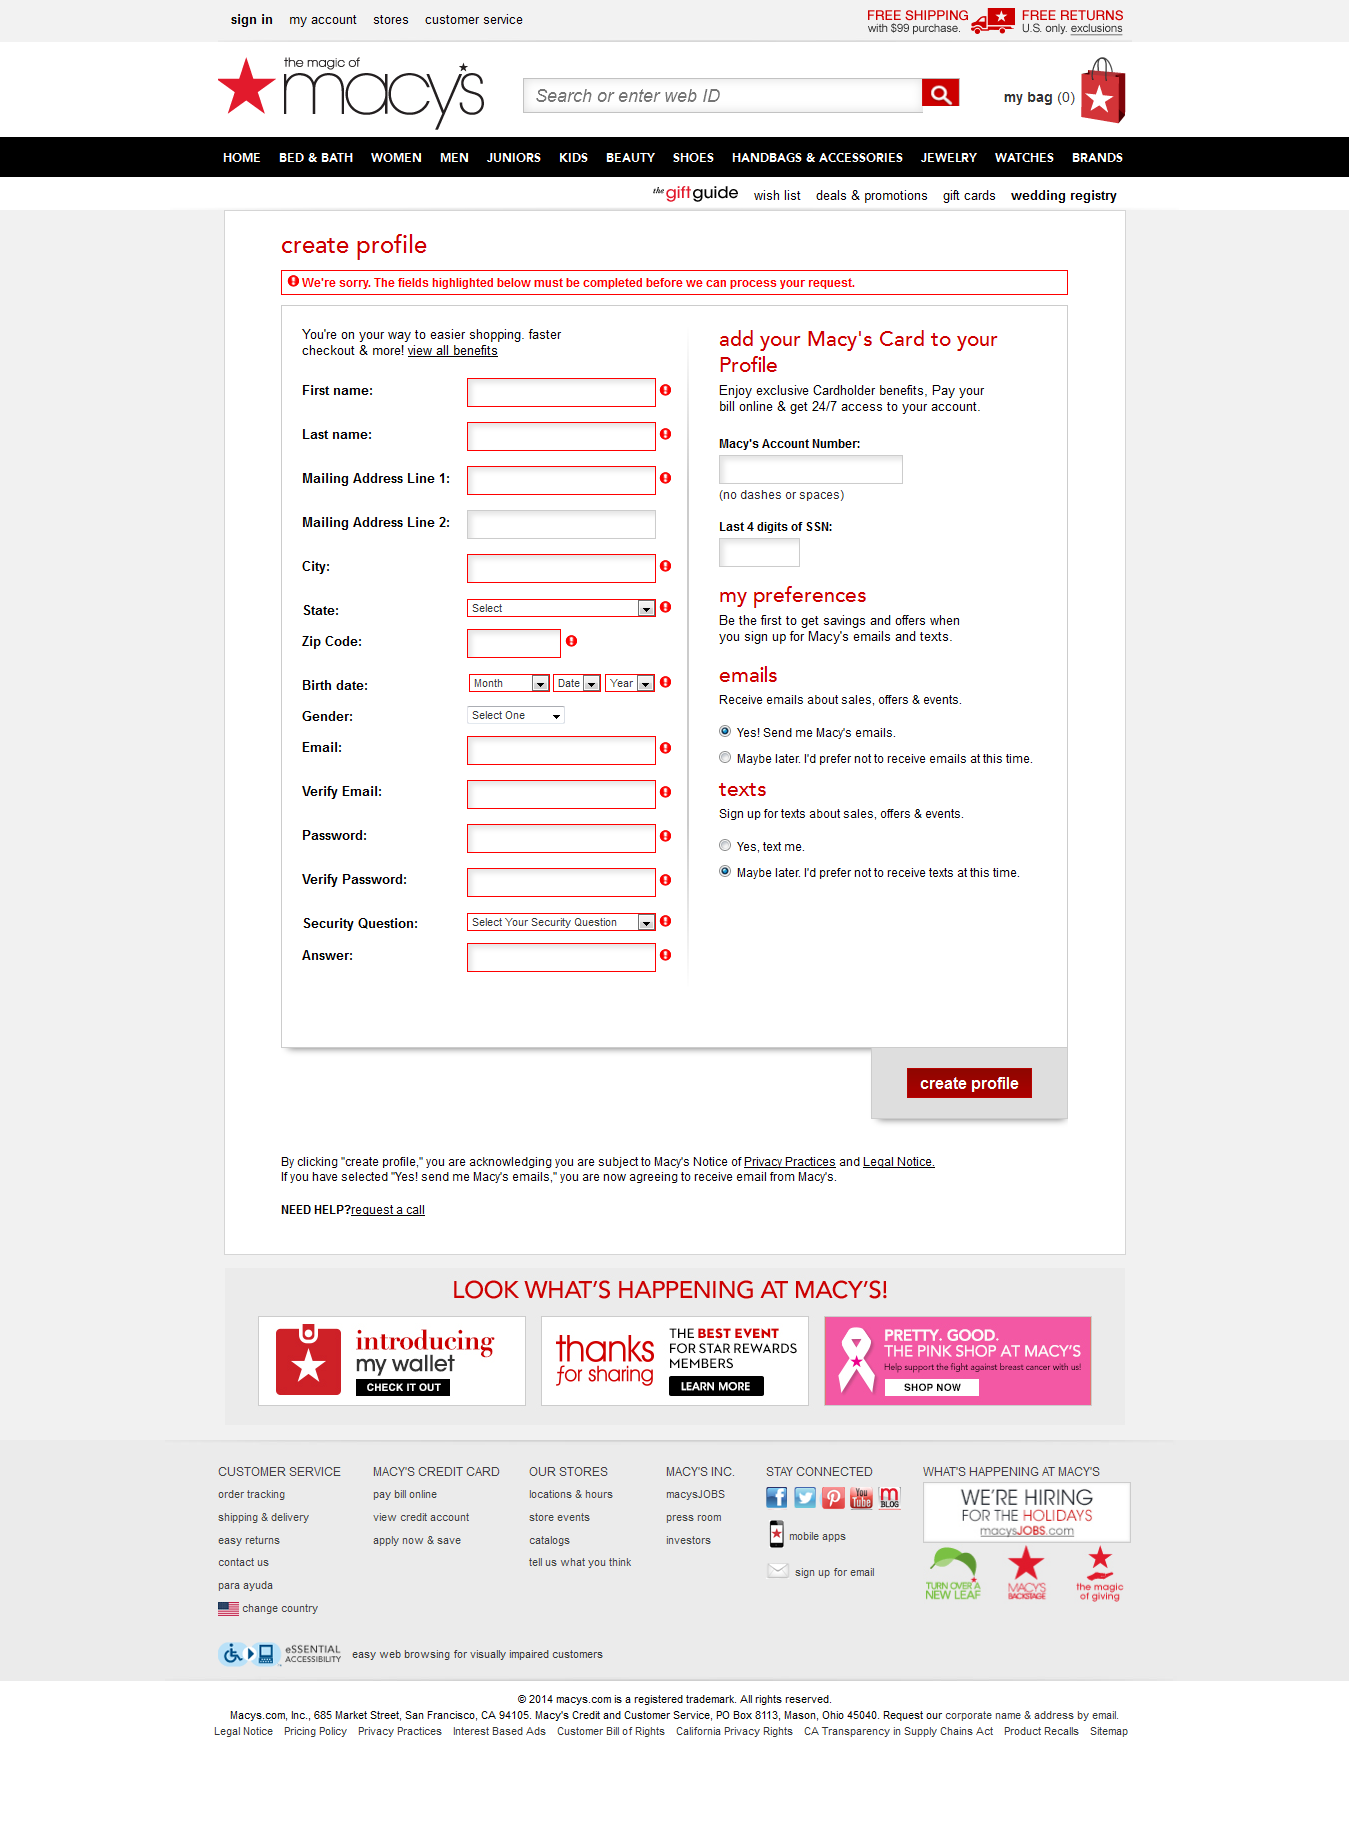 sign in my account stores customer service
FREE SHIPPING
with $99 purchase.
FREE RETURNS
U.S. only. exclusions
the magic of
macy's
Search or enter web ID
my bag (0)
HOME BED & BATH WOMEN MEN JUNIORS KIDS BEAUTY SHOES HANDBAGS & ACCESSORIES JEWELRY WATCHES BRANDS
the gift guide wish list deals & promotions gift cards wedding registry
create profile
We're sorry. The fields highlighted below must be completed before we can process your request.
You're on your way to easier shopping. faster
checkout & more! view all benefits
First name:
Last name:
Mailing Address Line 1:
Mailing Address Line 2:
City:
State: Select
Zip Code:
Birth date: Month Date Year
Gender: Select One
Email:
Verify Email:
Password:
Verify Password:
Security Question: Select Your Security Question
Answer:
add your Macy's Card to your
Profile
Enjoy exclusive Cardholder benefits, Pay your
bill online & get 24/7 access to your account.
Macy's Account Number:
(no dashes or spaces)
Last 4 digits of SSN:
my preferences
Be the first to get savings and offers when
you sign up for Macy's emails and texts.
emails
Receive emails about sales, offers & events.
Yes! Send me Macy's emails.
Maybe later. I'd prefer not to receive emails at this time.
texts
Sign up for texts about sales, offers & events.
Yes, text me.
Maybe later. I'd prefer not to receive texts at this time.
create profile
By clicking "create profile," you are acknowledging you are subject to Macy's Notice of Privacy Practices and Legal Notice.
If you have selected "Yes! send me Macy's emails," you are now agreeing to receive email from Macy's.
NEED HELP?request a call
LOOK WHAT'S HAPPENING AT MACY'S!
introducing
my wallet
CHECK IT OUT
thanks
for sharing
THE BEST EVENT
FOR STAR REWARDS
MEMBERS
LEARN MORE
PRETTY. GOOD.
THE PINK SHOP AT MACY'S
Help support the fight against breast cancer with us!
SHOP NOW
CUSTOMER SERVICE
order tracking
shipping & delivery
easy returns
contact us
para ayuda
change country
MACY'S CREDIT CARD
pay bill online
view credit account
apply now & save
OUR STORES
locations & hours
store events
catalogs
tell us what you think
MACY'S INC.
macysJOBS
press room
investors
STAY CONNECTED
You Tube
m BLOG
mobile apps
sign up for email
WHAT'S HAPPENING AT MACY'S
WE'RE HIRING
FOR THE HOLIDAYS
macysJOBS.com
TURN OVER A
NEW LEAF
MACYS
BACKSTAGE
the magic
of giving
eSSENTIAL
ACCESSIBILITY
easy web browsing for visually impaired customers
© 2014 macys.com is a registered trademark. All rights reserved.
Macys.com, Inc., 685 Market Street, San Francisco, CA 94105. Macy's Credit and Customer Service, PO Box 8113, Mason, Ohio 45040. Request our corporate name & address by email.
Legal Notice Pricing Policy Privacy Practices Interest Based Ads Customer Bill of Rights California Privacy Rights CA Transparency in Supply Chains Act Product Recalls Sitemap